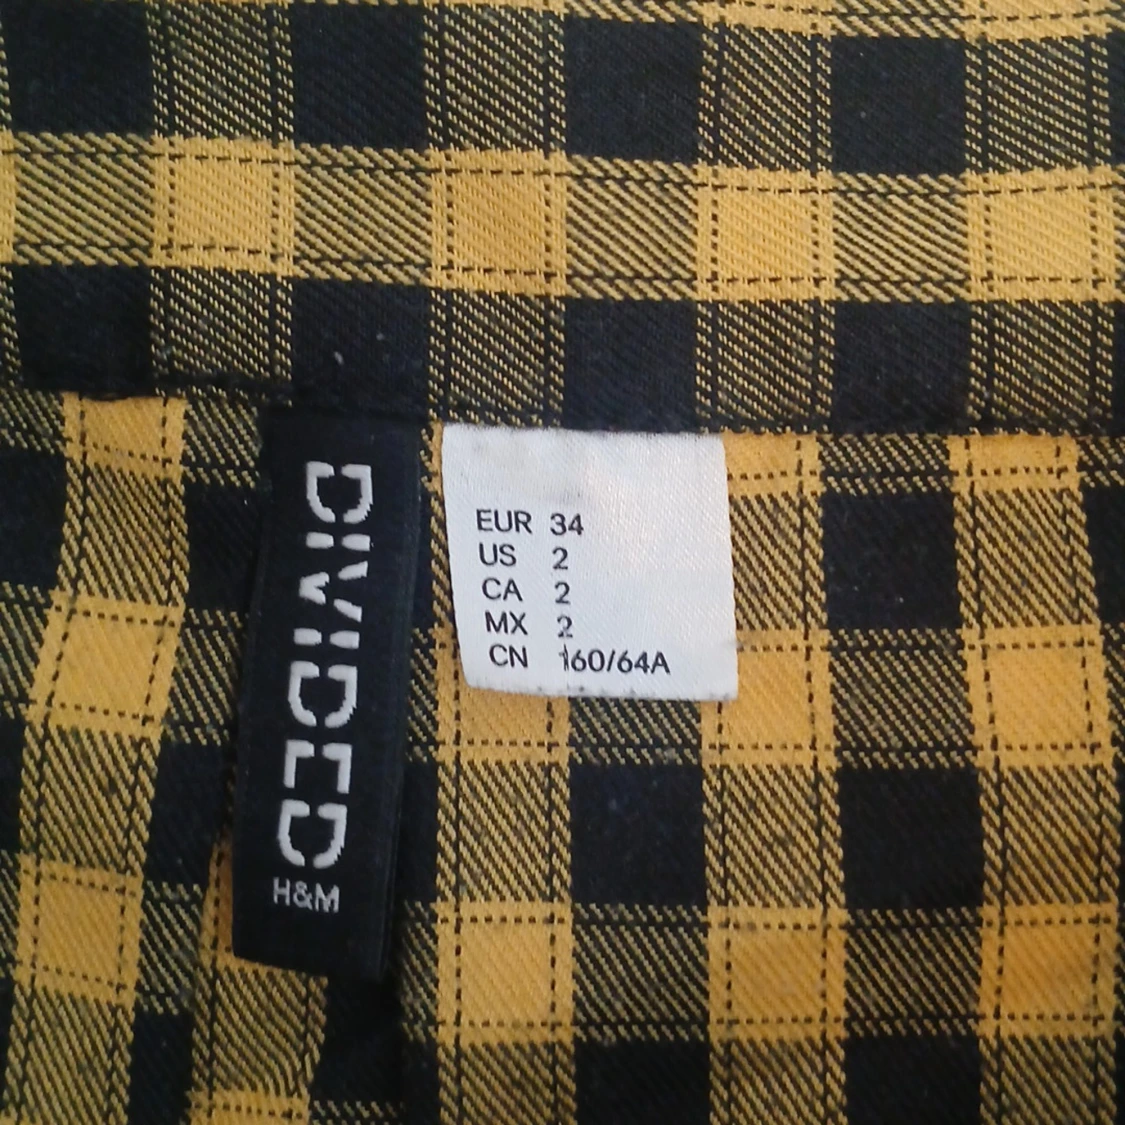 DIVIDED
H&M
EUR 34
US 2
CA 2
MX 2
CN 160/64A